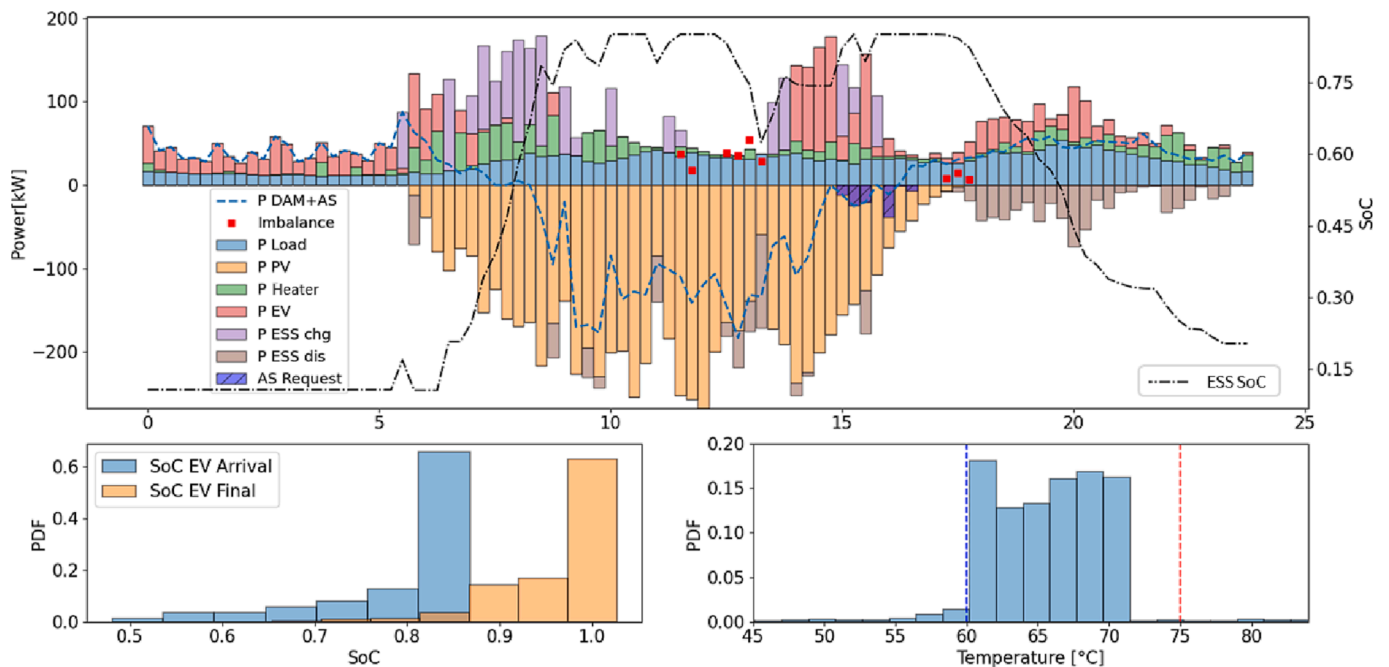 200
100
0
−100
−200
Power[kW]
P DAM+AS
Imbalance
P Load
P PV
P Heater
P EV
P ESS chg
P ESS dis
AS Request
ESS SoC
0.75
0.60
0.45
0.30
0.15
SoC
0 5 10 15 20 25
0.6
0.4
0.2
0.0
PDF
SoC EV Arrival
SoC EV Final
0.5 0.6 0.7 0.8 0.9 1.0
SoC
0.20
0.15
0.10
0.05
0.00
PDF
45 50 55 60 65 70 75 80
Temperature [°C]